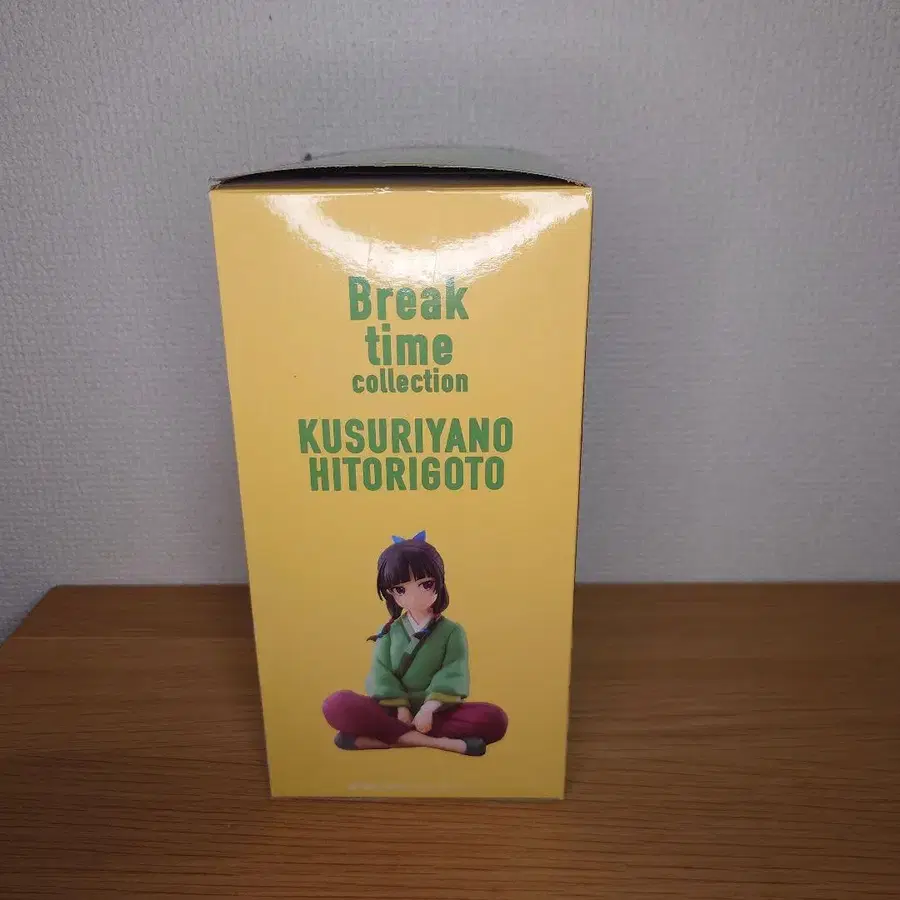 Break
time
collection
KUSURIYANO
HITORIGOTO